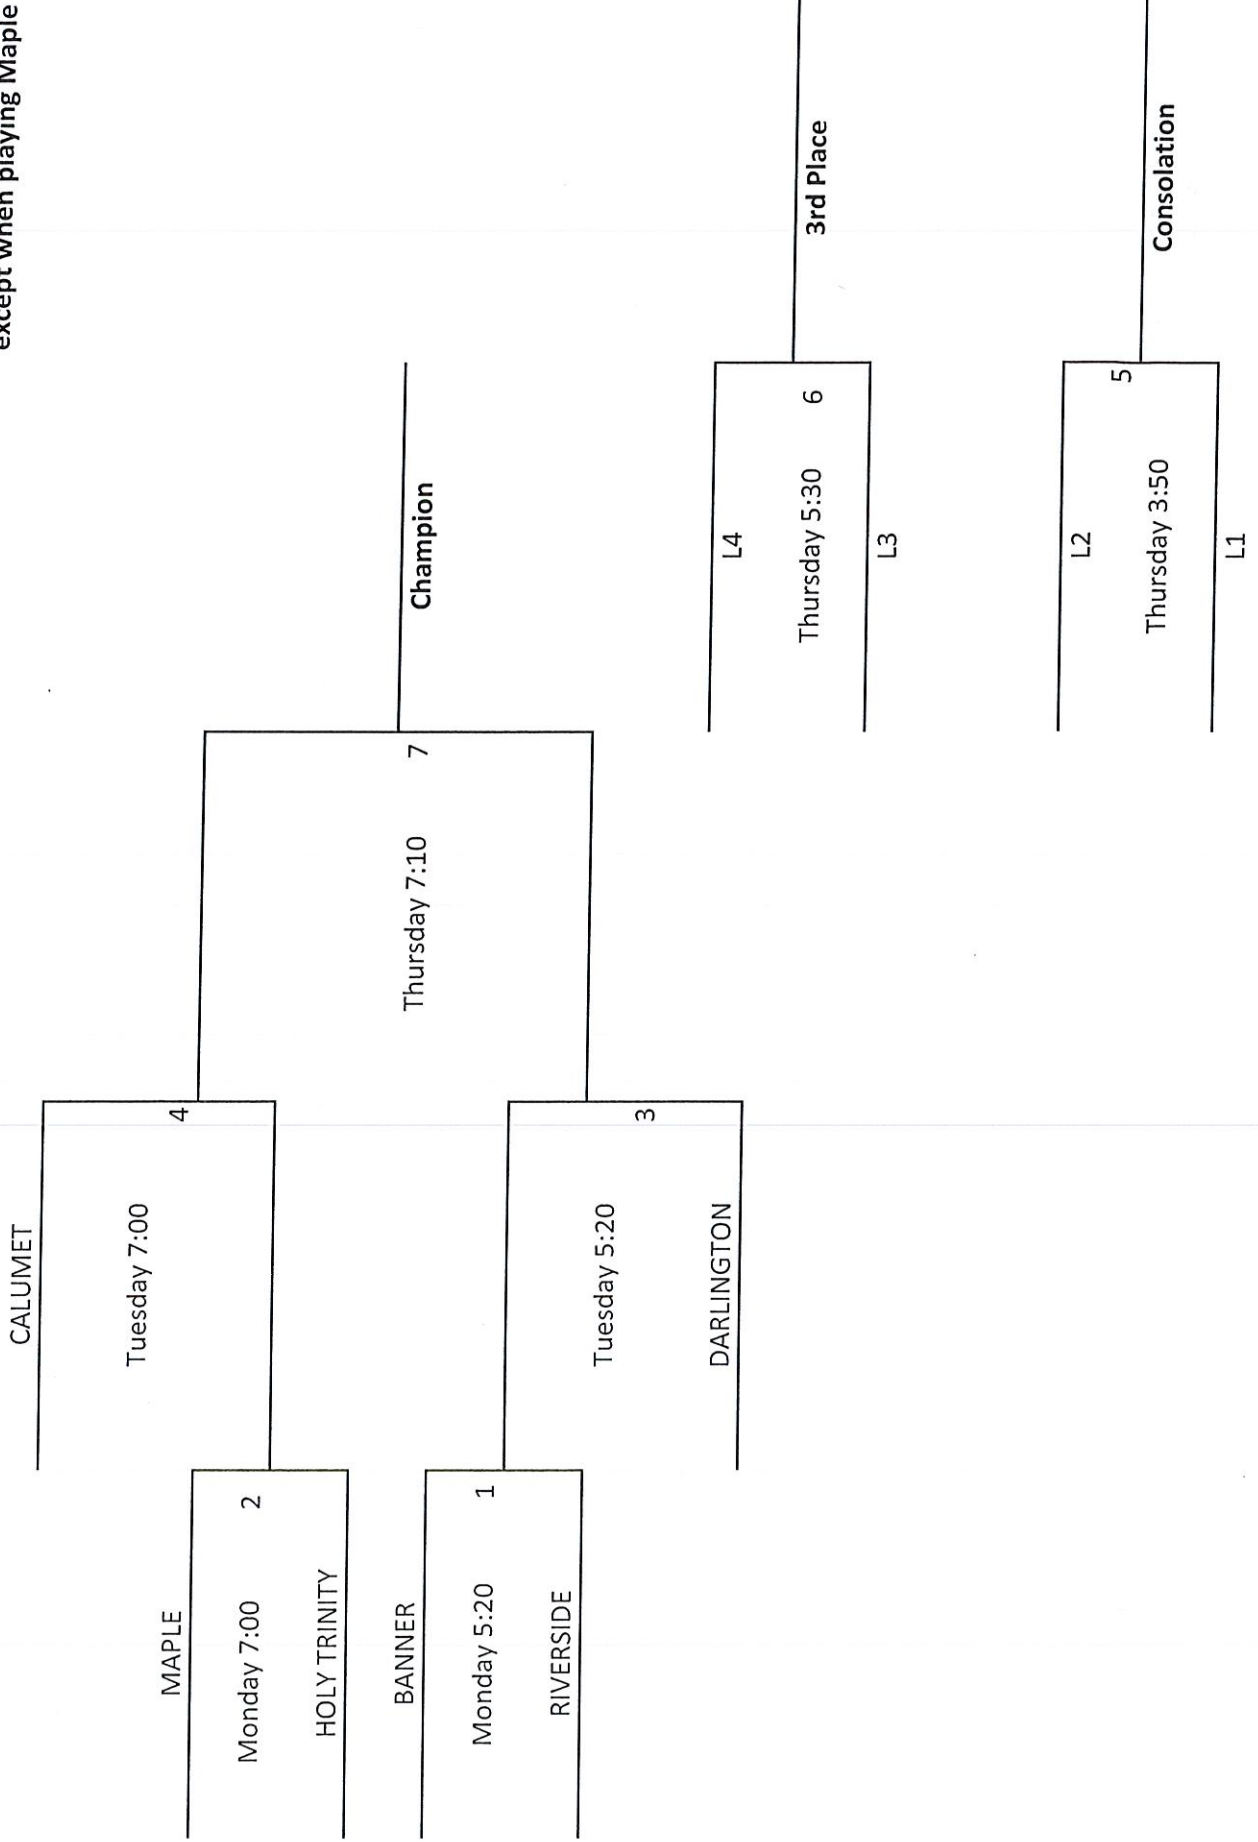 except when playing Maple
CALUMET
Tuesday 7:00
4
MAPLE
Monday 7:00
2
HOLY TRINITY
Thursday 7:10
7
Champion
BANNER
Monday 5:20
1
RIVERSIDE
Tuesday 5:20
3
DARLINGTON
L4
Thursday 5:30
6
3rd Place
L3
L2
5
Thursday 3:50
Consolation
L1